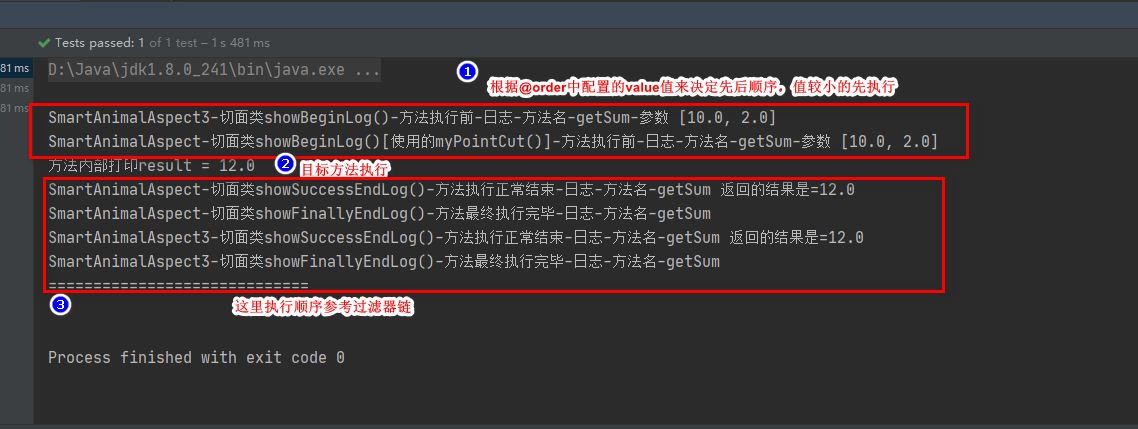 Tests passed: 1 of 1 test – 1 s 481 ms
81 ms
D:\Java\jdk1.8.0_241\bin\java.exe ...
81 ms
1
根据@order中配置的value值来决定先后顺序，值较小的先执行
81 ms
SmartAnimalAspect3-切面类showBeginLog()-方法执行前-日志-方法名-getSum-参数 [10.0, 2.0]
SmartAnimalAspect-切面类showBeginLog()[使用的myPointCut()]-方法执行前-日志-方法名-getSum-参数 [10.0, 2.0]
方法内部打印result = 12.0
2 目标方法执行
SmartAnimalAspect-切面类showSuccessEndLog()-方法执行正常结束-日志-方法名-getSum 返回的结果是=12.0
SmartAnimalAspect-切面类showFinallyEndLog()-方法最终执行完毕-日志-方法名-getSum
SmartAnimalAspect3-切面类showSuccessEndLog()-方法执行正常结束-日志-方法名-getSum 返回的结果是=12.0
SmartAnimalAspect3-切面类showFinallyEndLog()-方法最终执行完毕-日志-方法名-getSum
=============================
3
这里执行顺序参考过滤器链
Process finished with exit code 0